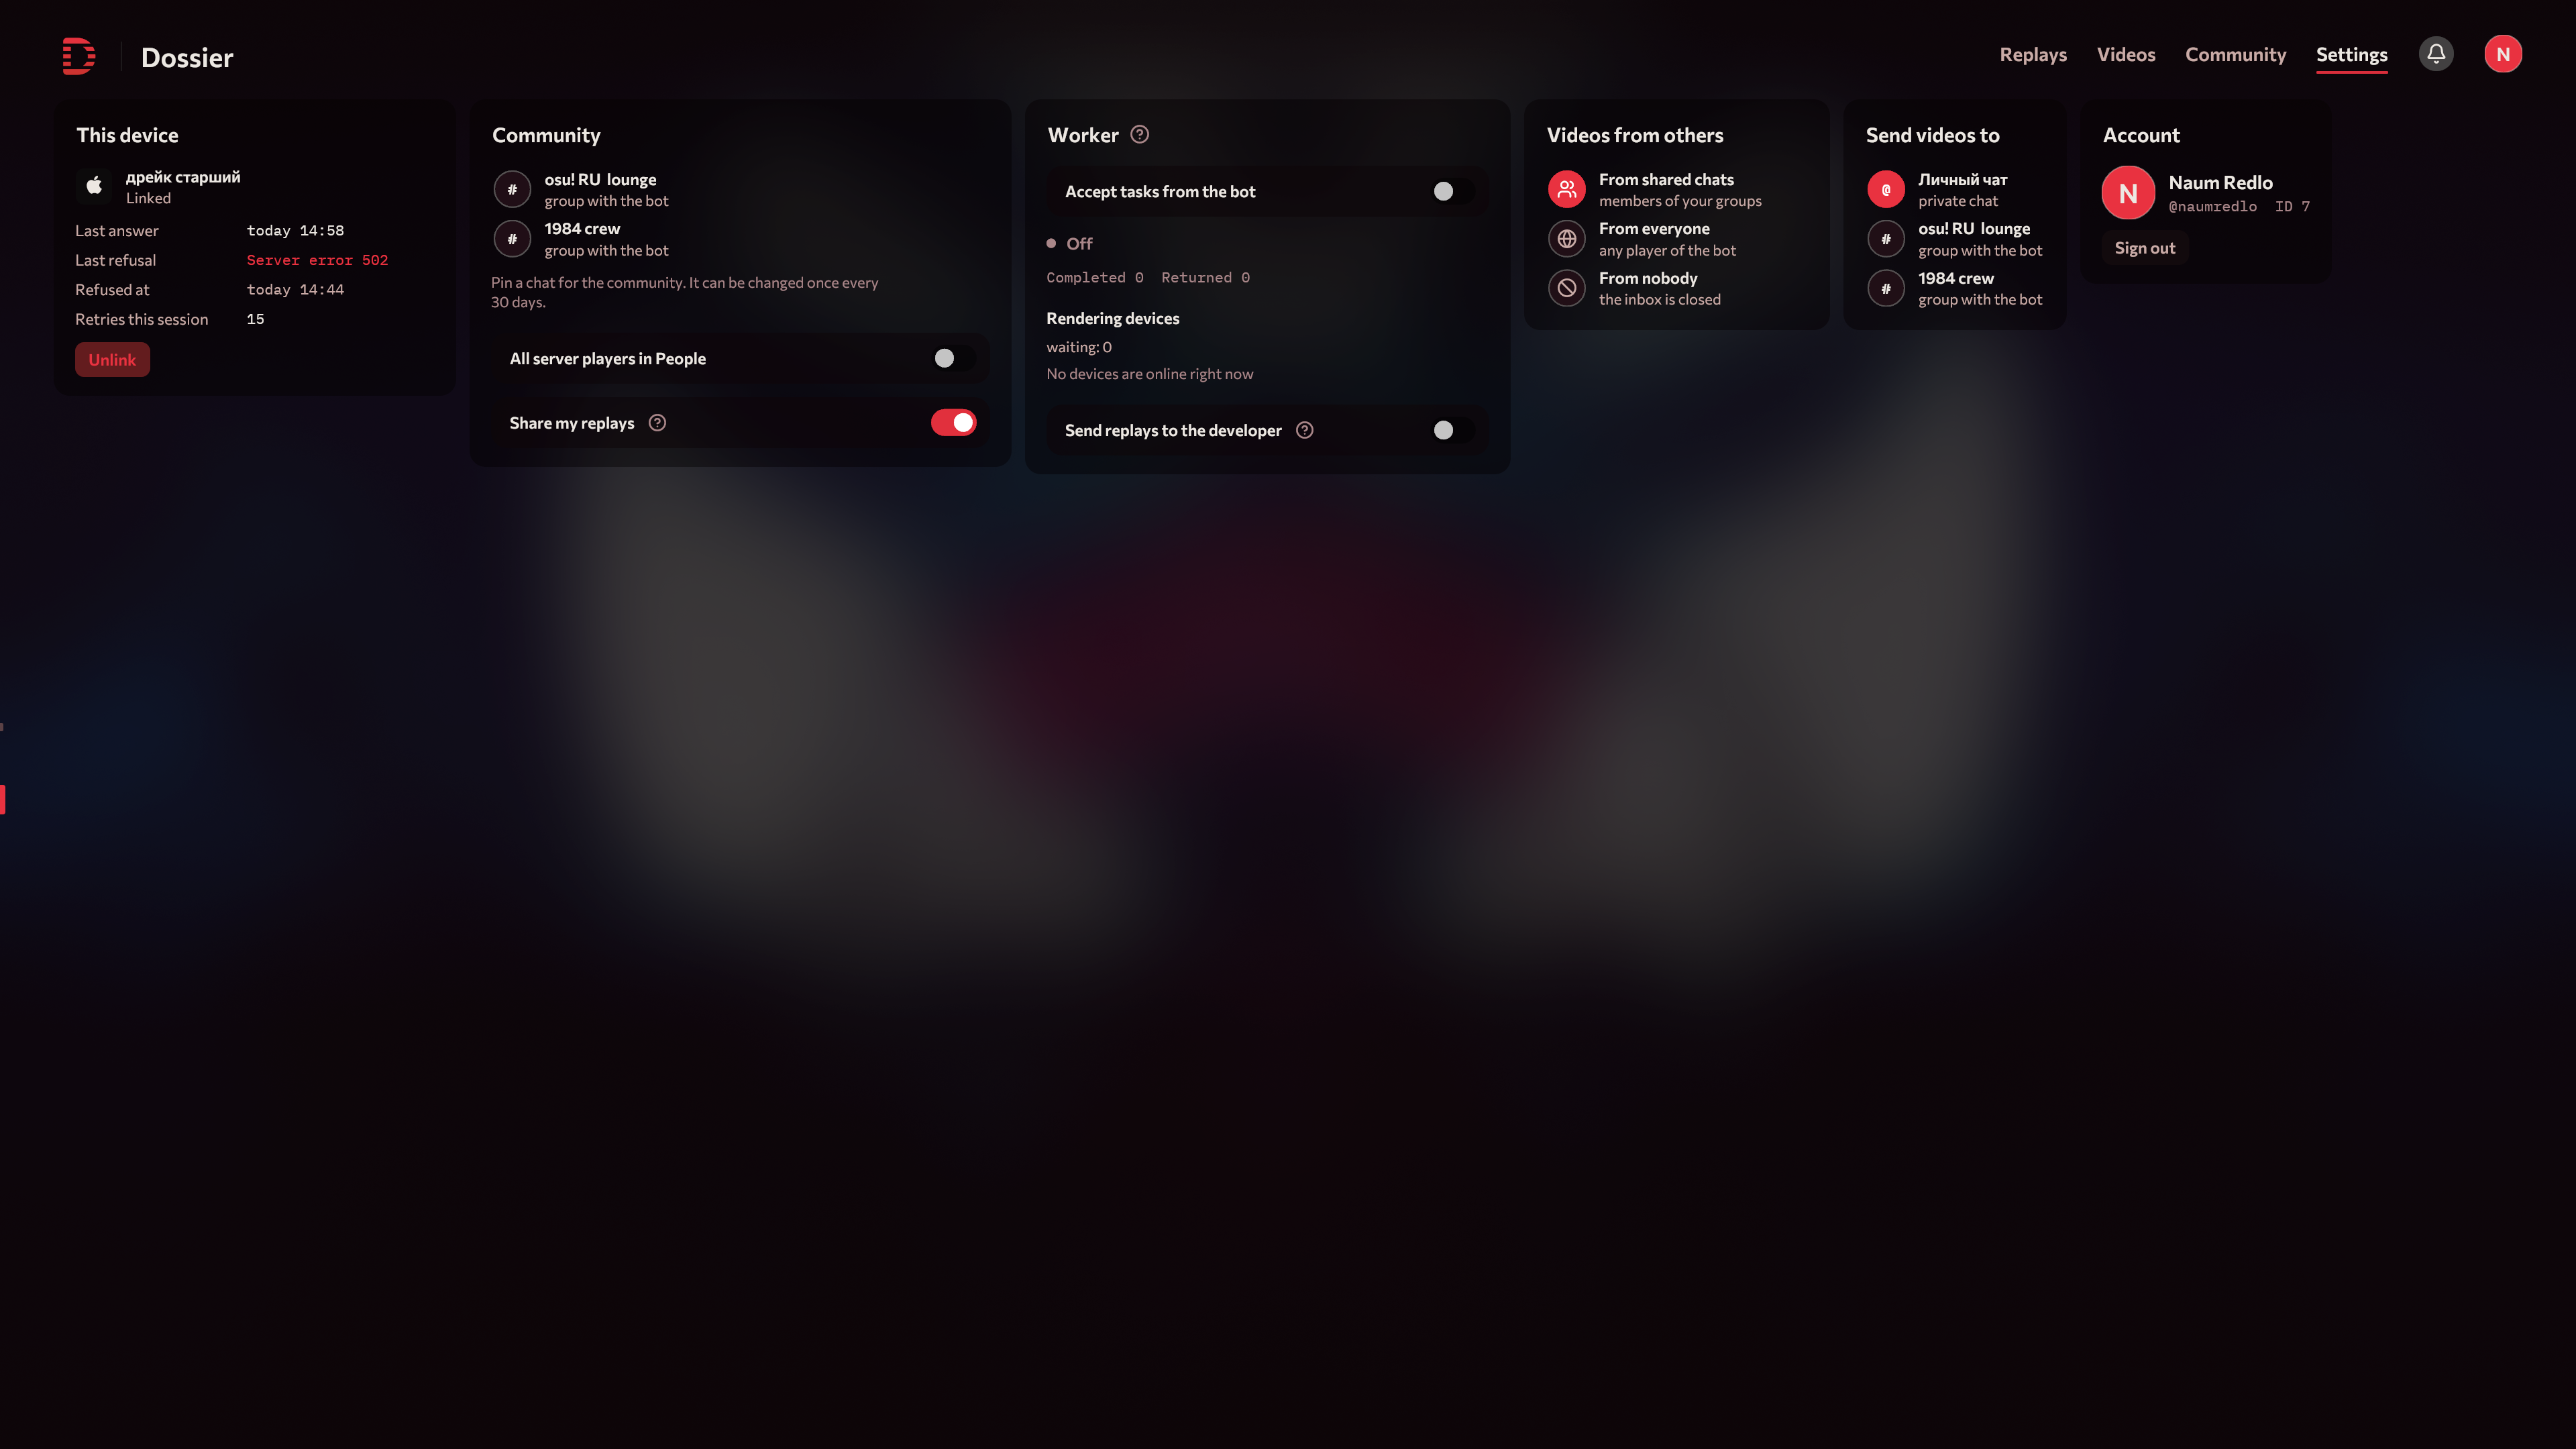 Dossier
Replays
Videos
Community
Settings
N
This device
дрейк старший
Linked
Last answer today 14:58
Last refusal Server error 502
Refused at today 14:44
Retries this session 15
Unlink
Community
# osu! RU lounge
group with the bot
# 1984 crew
group with the bot
Pin a chat for the community. It can be changed once every
30 days.
All server players in People
Share my replays ?
Worker ?
Accept tasks from the bot
Off
Completed 0 Returned 0
Rendering devices
waiting: 0
No devices are online right now
Send replays to the developer ?
Videos from others
From shared chats
members of your groups
From everyone
any player of the bot
From nobody
the inbox is closed
Send videos to
@ Личный чат
private chat
# osu! RU lounge
group with the bot
# 1984 crew
group with the bot
Account
N
Naum Redlo
@naumredlo ID 7
Sign out